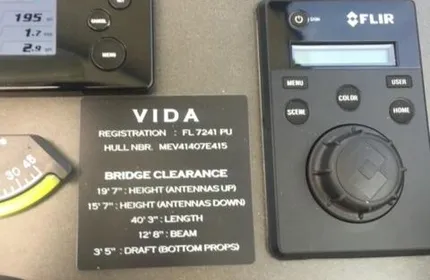 195
1.7
2.9
MENU
30 45
VIDA
REGISTRATION : FL 7241 PU
HULL NBR. MEV41407E415
BRIDGE CLEARANCE
19' 7" : HEIGHT (ANTENNAS UP)
15' 7" : HEIGHT (ANTENNAS DOWN)
40' 3" : LENGTH
12' 8" : BEAM
3' 5" : DRAFT (BOTTOM PROPS)
FLIR
MENU
USER
COLOR
SCENE
HOME